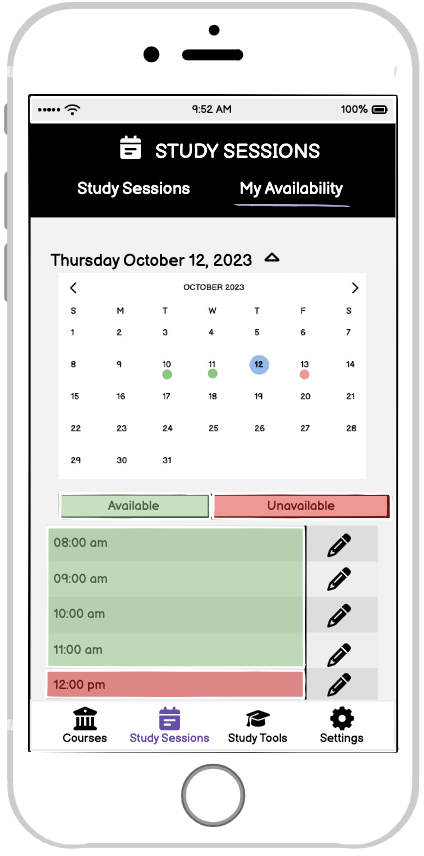 9:52 AM 100%
STUDY SESSIONS
Study Sessions My Availability
Thursday October 12, 2023
OCTOBER 2023
S M T W T F S
1 2 3 4 5 6 7
8 9 10 11 12 13 14
15 16 17 18 19 20 21
22 23 24 25 26 27 28
29 30 31
Available Unavailable
08:00 am
09:00 am
10:00 am
11:00 am
12:00 pm
Courses Study Sessions Study Tools Settings